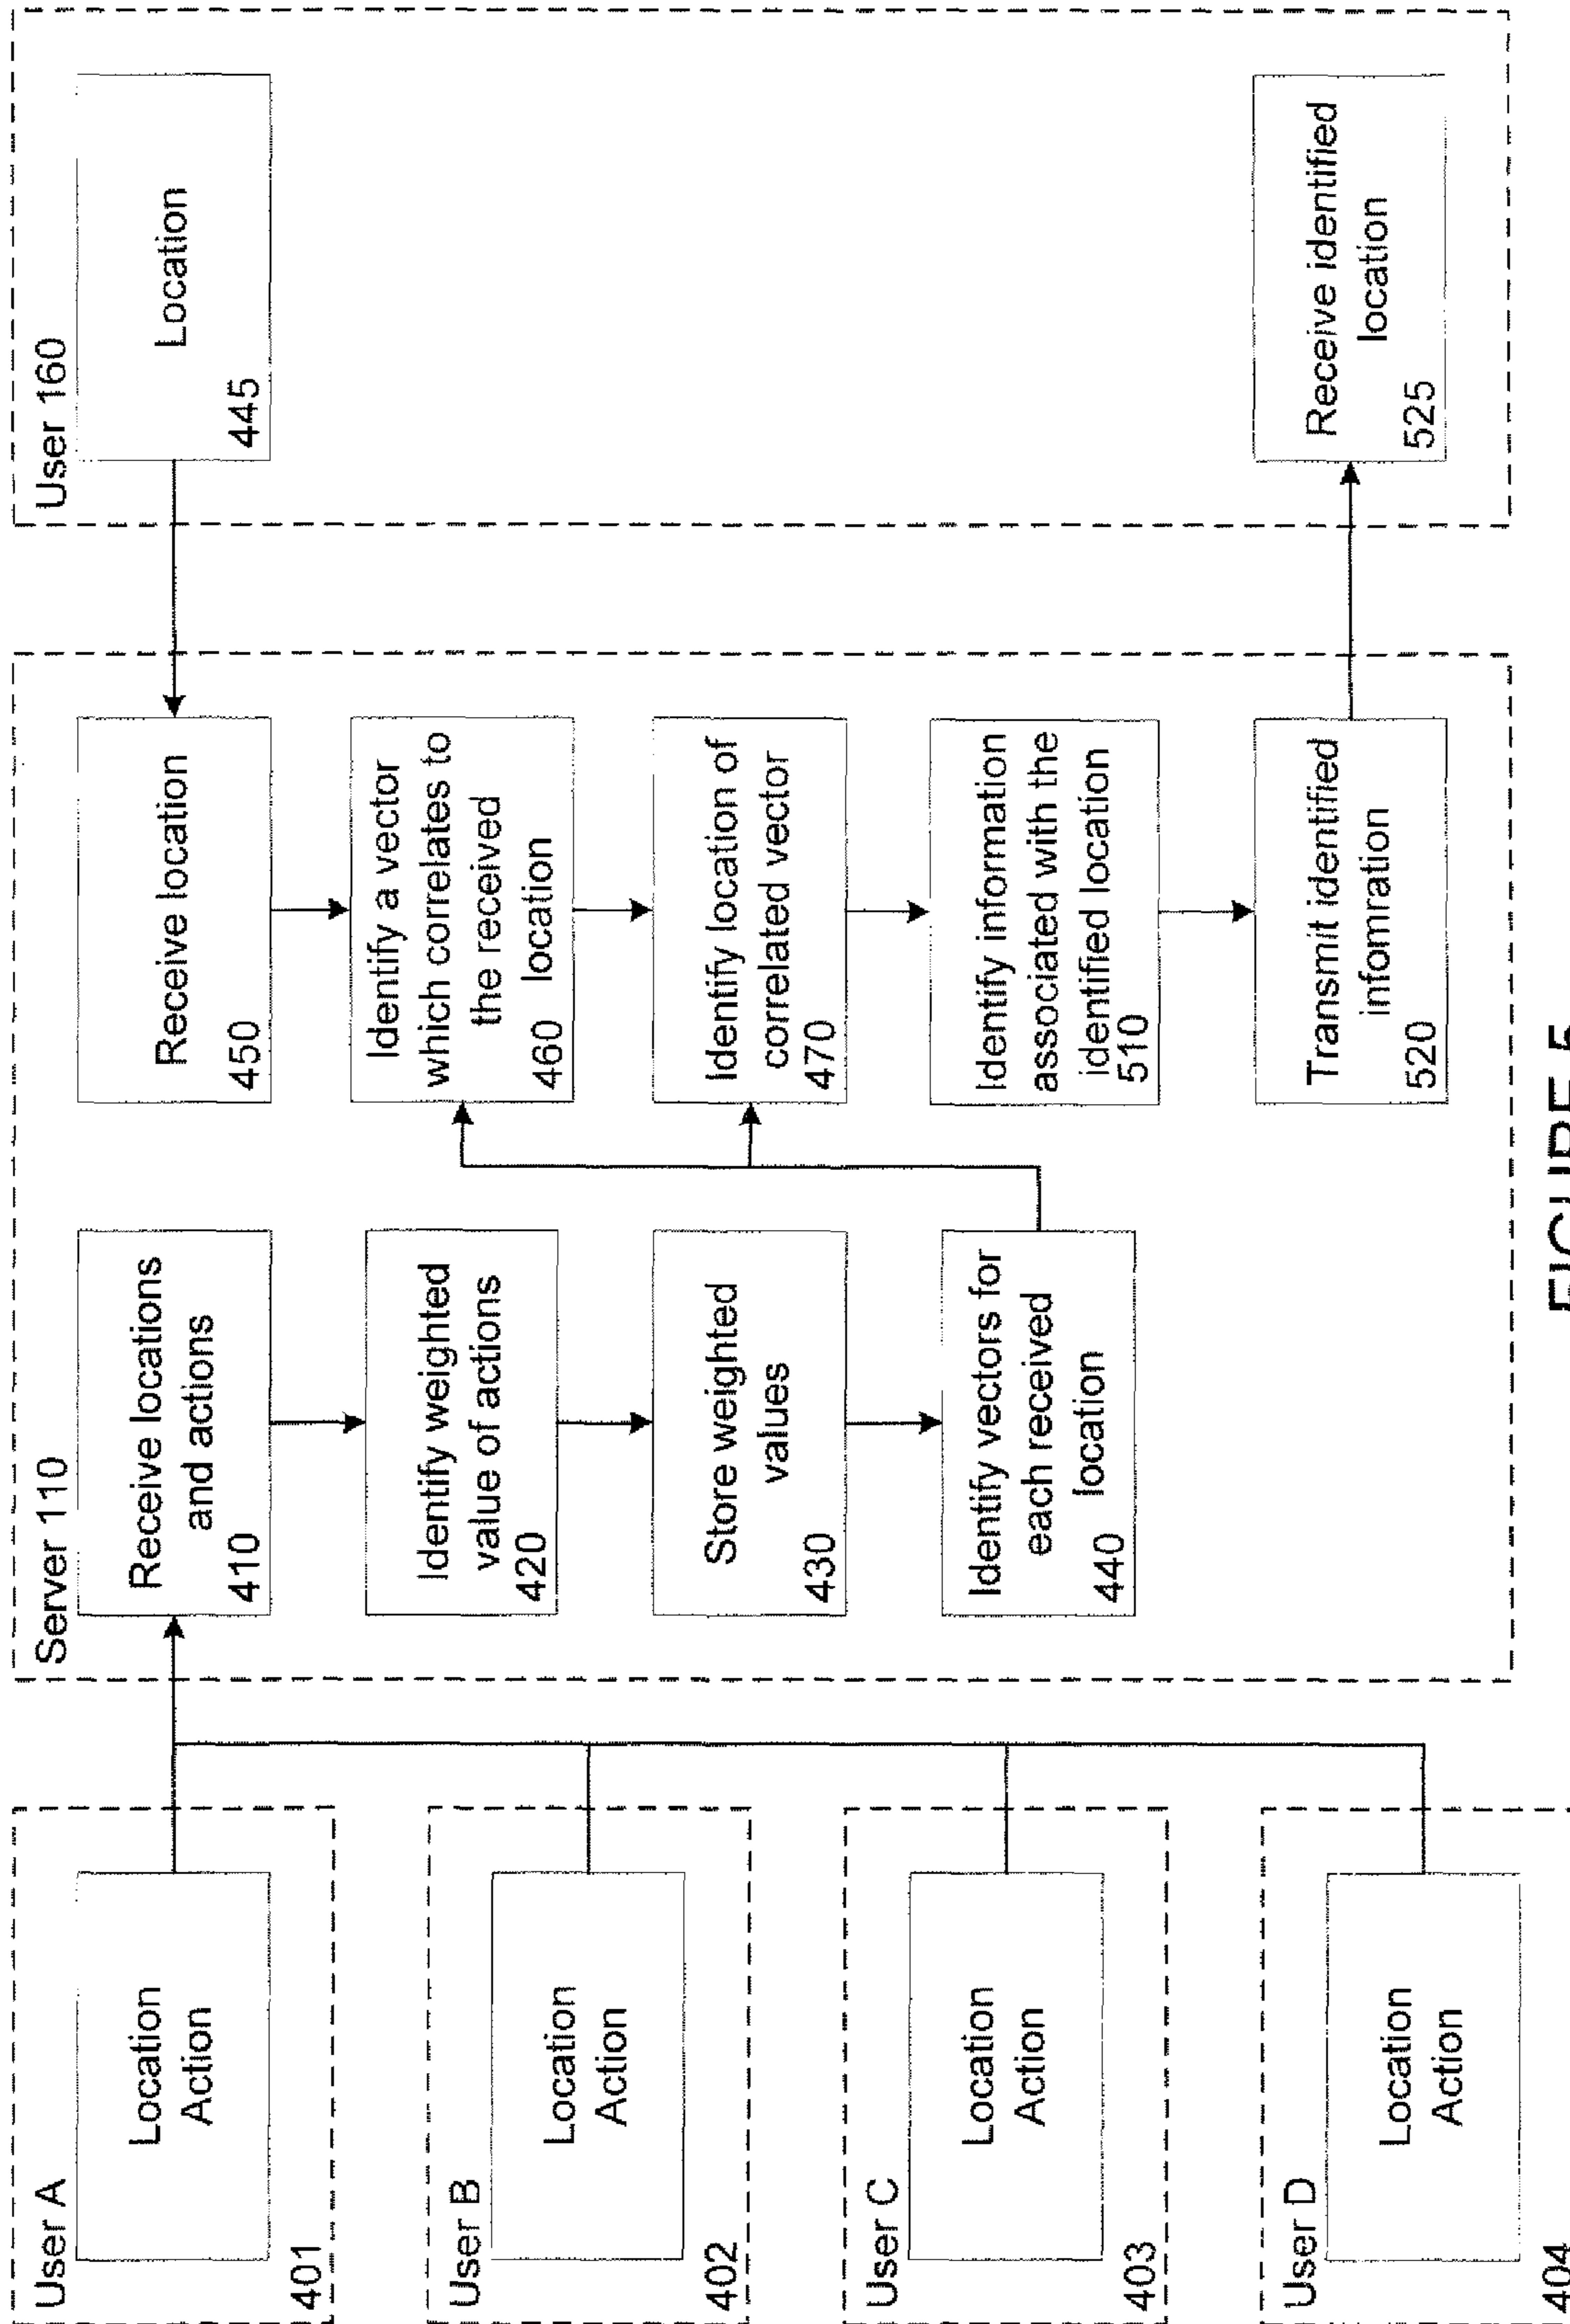 User A
Location
Action
401
User B
Location
Action
402
User C
Location
Action
403
User D
Location
Action
404
Server 110
Receive locations
and actions
410
Identify weighted
value of actions
420
Store weighted
values
430
Identify vectors for
each received
location
440
Receive location
450
Identify a vector
which correlates to
the received
location
460
Identify location of
correlated vector
470
Identify information
associated with the
identified location
510
Transmit identified
infomration
520
User 160
Location
445
Receive identified
location
525
FIGURE 5